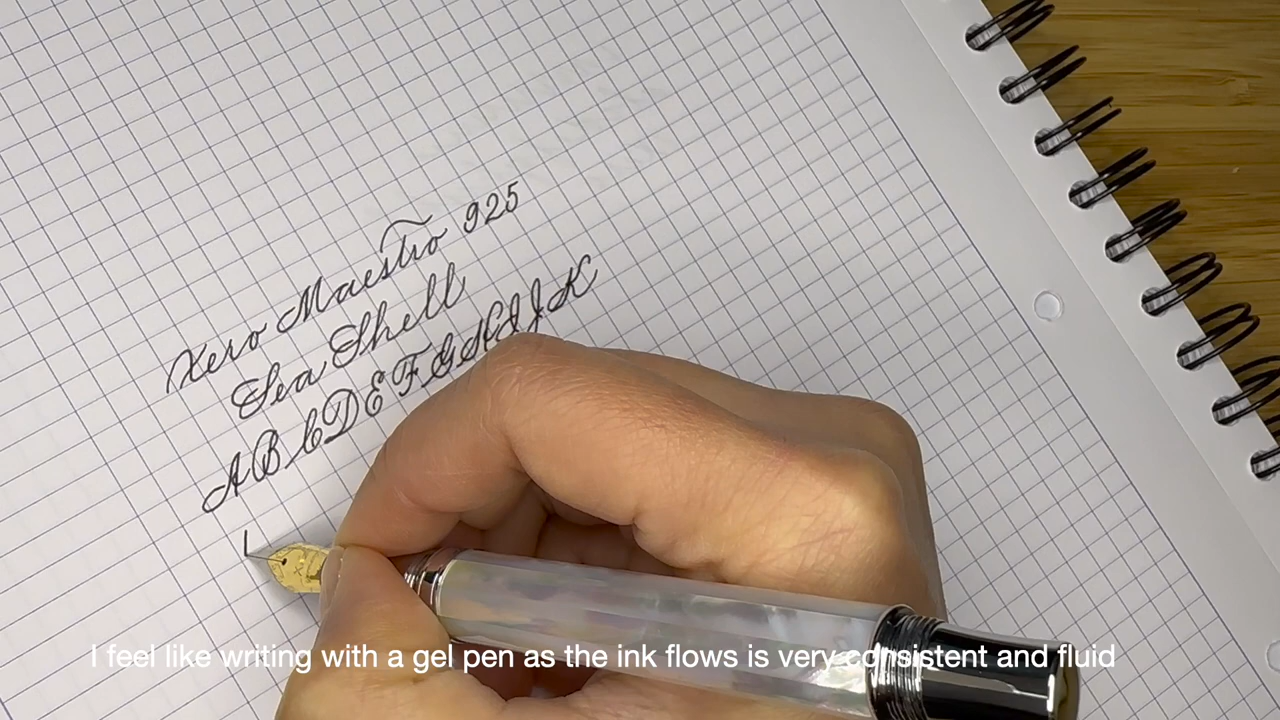 Xero Maestro 925
Sea Shell
A B C D E F G H I J K
I feel like writing with a gel pen as the ink flows is very consistent and fluid